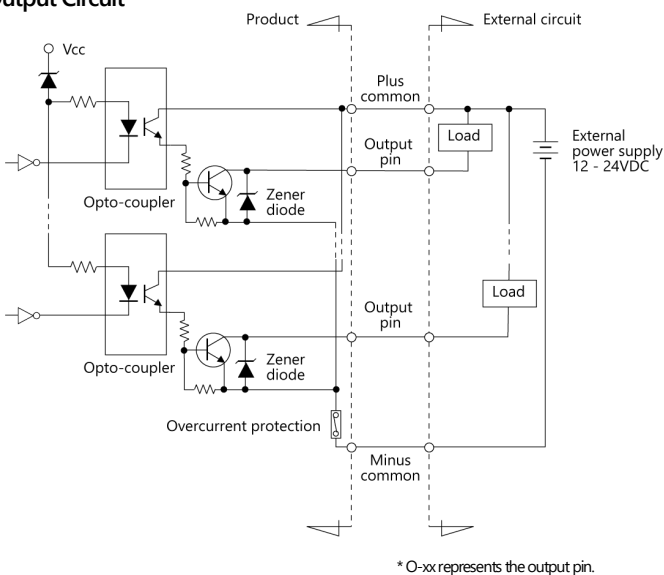 Output Circuit
Product
External circuit
Vcc
Plus
common
Load
Output
pin
External
power supply
12 - 24VDC
Zener
diode
Opto-coupler
Load
Output
pin
Zener
diode
Opto-coupler
Overcurrent protection
Minus
common
* O-xx represents the output pin.